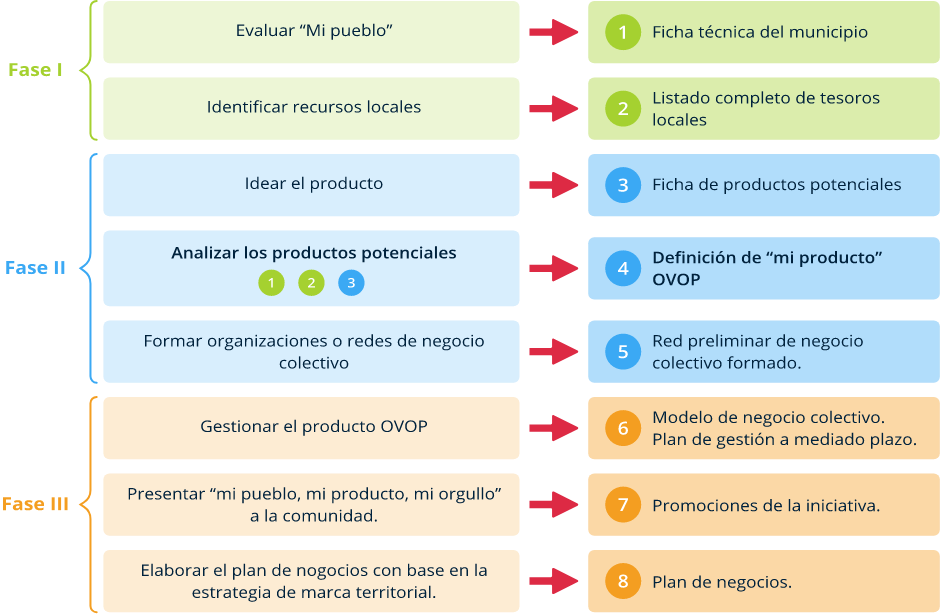 Fase I
Evaluar “Mi pueblo”
1
Ficha técnica del municipio
Identificar recursos locales
2
Listado completo de tesoros
locales
Fase II
Idear el producto
3
Ficha de productos potenciales
Analizar los productos potenciales
1 2 3
4
Definición de “mi producto”
OVOP
Formar organizaciones o redes de negocio
colectivo
5
Red preliminar de negocio
colectivo formado.
Fase III
Gestionar el producto OVOP
6
Modelo de negocio colectivo.
Plan de gestión a mediado plazo.
Presentar “mi pueblo, mi producto, mi orgullo”
a la comunidad.
7
Promociones de la iniciativa.
Elaborar el plan de nogocios con base en la
estrategia de marca territorial.
8
Plan de negocios.